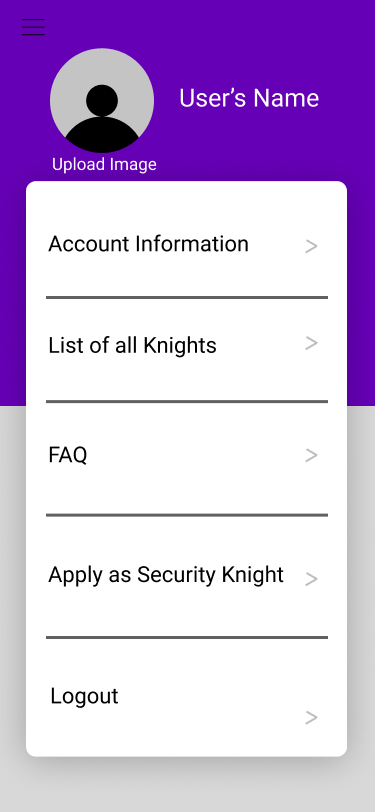 User’s Name
Upload Image
Account Information
List of all Knights
FAQ
Apply as Security Knight
Logout